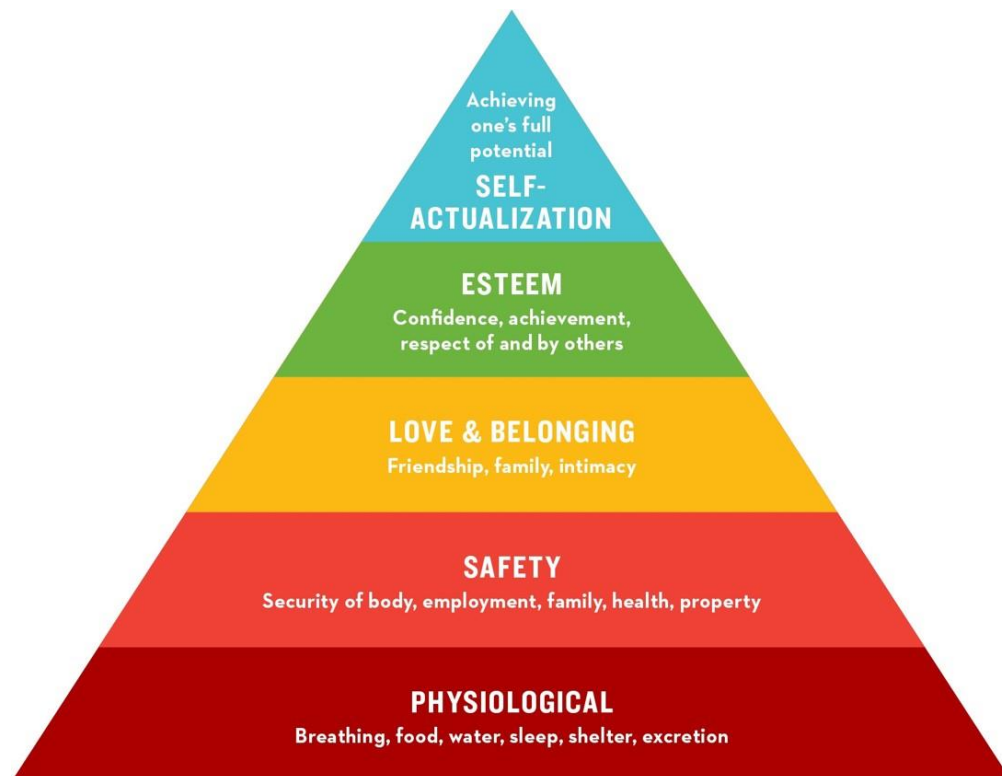 Achieving
one's full
potential
SELF-
ACTUALIZATION
ESTEEM
Confidence, achievement,
respect of and by others
LOVE & BELONGING
Friendship, family, intimacy
SAFETY
Security of body, employment, family, health, property
PHYSIOLOGICAL
Breathing, food, water, sleep, shelter, excretion